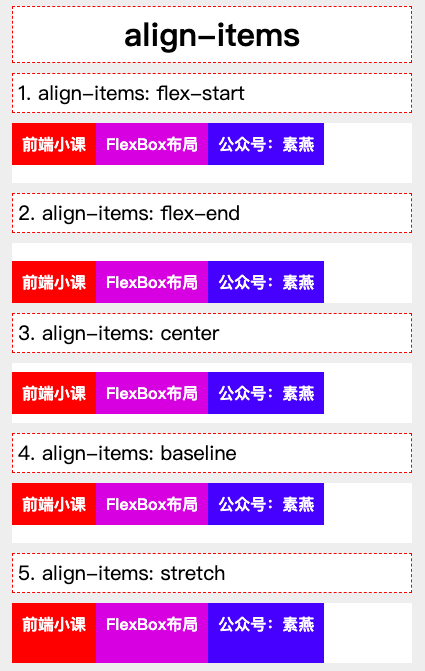 align-items
1. align-items: flex-start
前端小课 FlexBox布局 公众号：素燕
2. align-items: flex-end
前端小课 FlexBox布局 公众号：素燕
3. align-items: center
前端小课 FlexBox布局 公众号：素燕
4. align-items: baseline
前端小课 FlexBox布局 公众号：素燕
5. align-items: stretch
前端小课 FlexBox布局 公众号：素燕